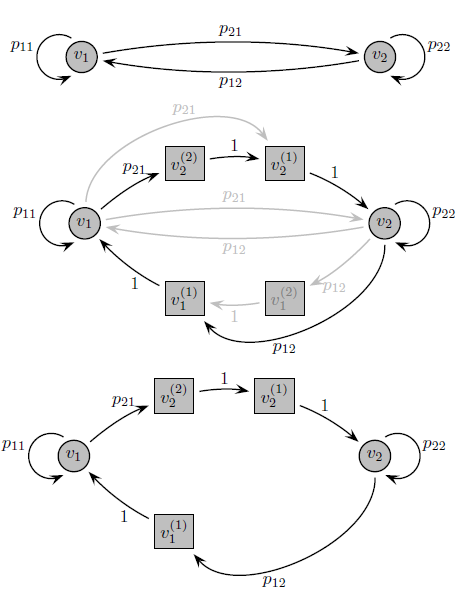 p₂₁
p₁₁ v₁ v₂ p₂₂
p₁₂
p₂₁
p₂₁ v₂⁽²⁾ 1 v₂⁽¹⁾ 1
p₂₁
p₁₁ v₁ v₂ p₂₂
p₁₂
1 v₁⁽¹⁾ 1 v₁⁽²⁾ p₁₂
p₁₂
p₂₁ v₂⁽²⁾ 1 v₂⁽¹⁾ 1
p₁₁ v₁ v₂ p₂₂
1 v₁⁽¹⁾
p₁₂